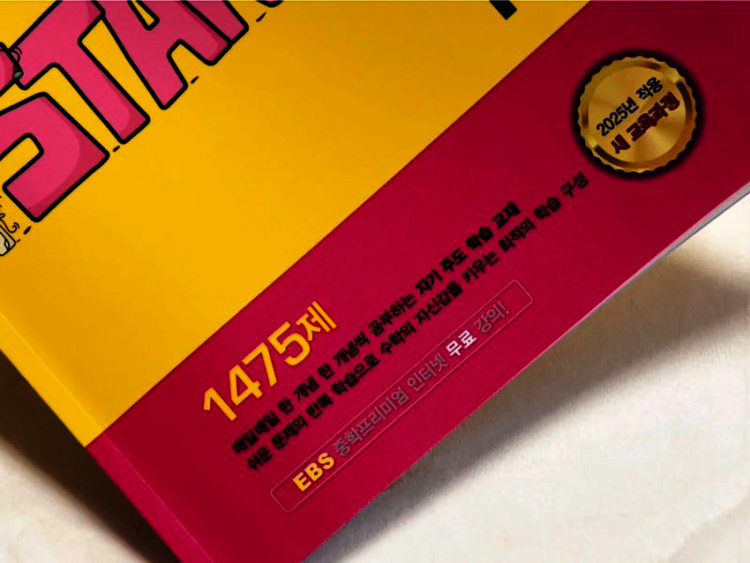 STAR
2025년 적용
새 교육과정
1475제
매일매일 한 개념 한 개념씩 공부하는 자기 주도 학습 교재
쉬운 문제의 반복 학습으로 수학의 자신감을 키우는 최적의 학습 구성
EBS 중학프리미엄 인터넷 무료 강의!